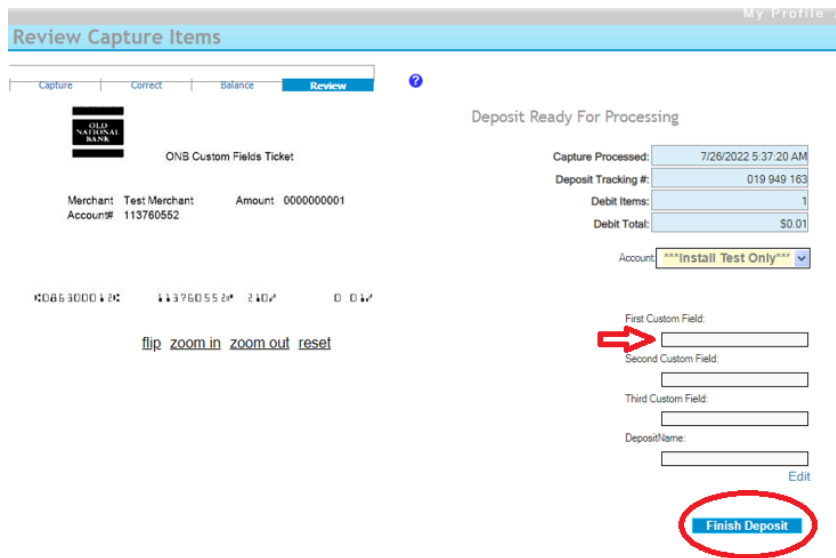 My Profile
Review Capture Items
Capture Correct Balance Review ?
OLD
NATIONAL
BANK
ONB Custom Fields Ticket
Merchant Test Merchant Amount 0000000001
Account# 113760552
⑆086300012⑆ 113760552⑈ 210⑇ 0 01⑇
flip zoom in zoom out reset
Deposit Ready For Processing
Capture Processed: 7/26/2022 5:37:20 AM
Deposit Tracking #: 019 949 163
Debit Items: 1
Debit Total: $0.01
Account: ***Install Test Only***
First Custom Field:
Second Custom Field:
Third Custom Field:
DepositName:
Edit
Finish Deposit